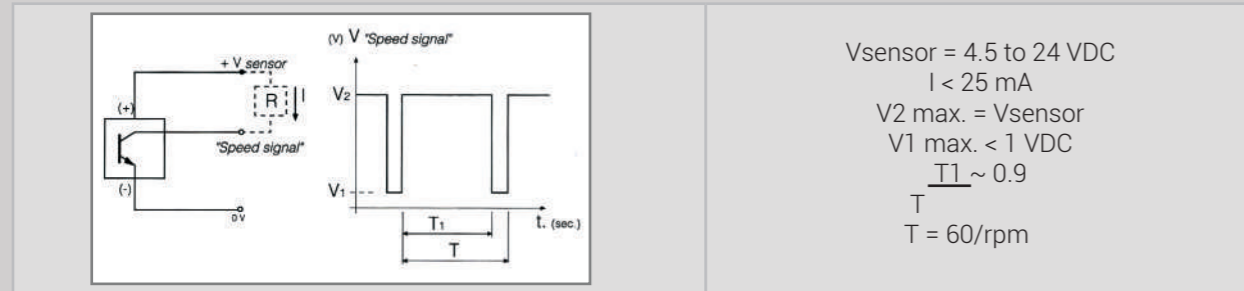 (V) V "Speed signal"
+ V sensor
(+)
R
I
"Speed signal"
(-)
0 V
V2
V1
T1
T
t. (sec.)
Vsensor = 4.5 to 24 VDC
I < 25 mA
V2 max. = Vsensor
V1 max. < 1 VDC
T1 ~ 0.9
T
T = 60/rpm